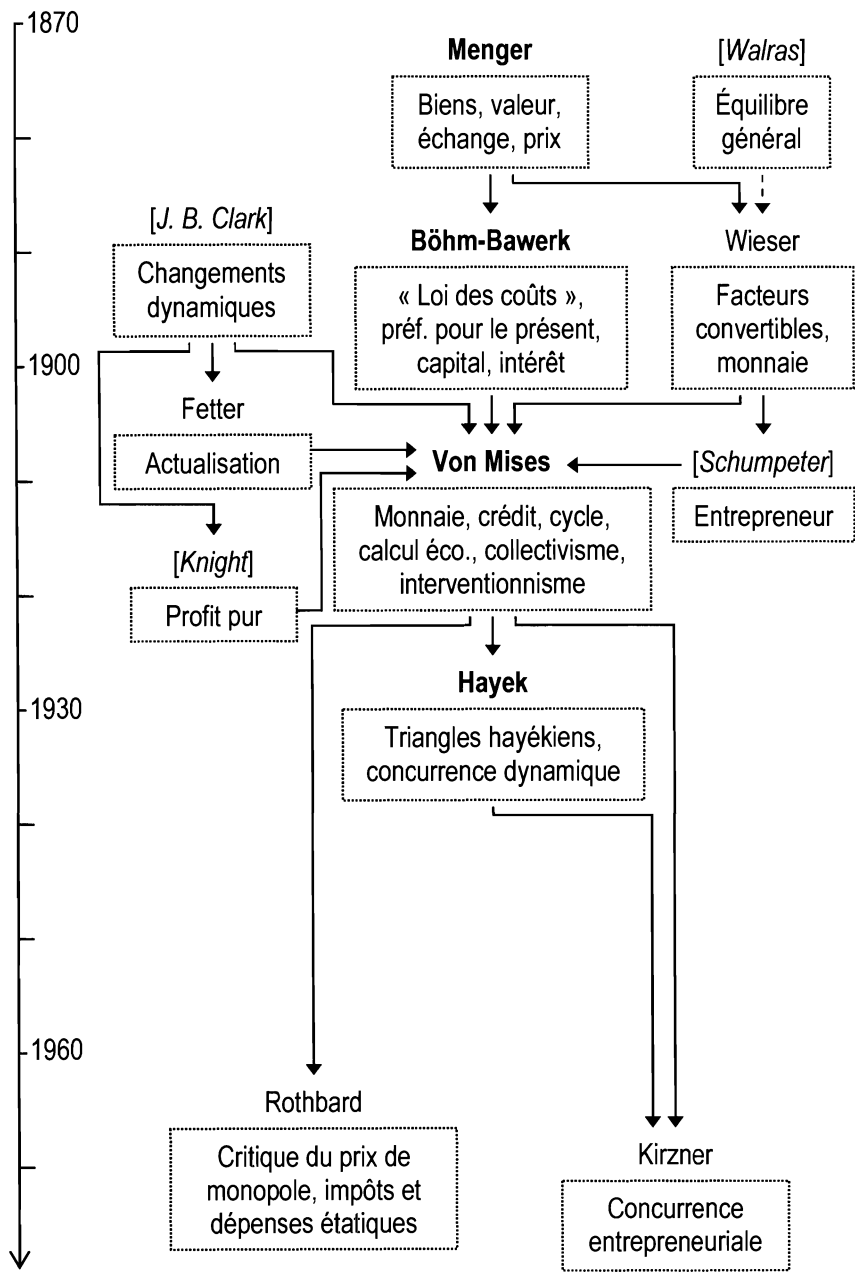 1870
Menger
[Walras]
Biens, valeur,
échange, prix
Équilibre
général
[J. B. Clark]
Changements
dynamiques
Böhm-Bawerk
« Loi des coûts »,
préf. pour le présent,
capital, intérêt
Wieser
Facteurs
convertibles,
monnaie
1900
Fetter
Actualisation
Von Mises
Monnaie, crédit, cycle,
calcul éco., collectivisme,
interventionnisme
[Schumpeter]
Entrepreneur
[Knight]
Profit pur
Hayek
1930
Triangles hayékiens,
concurrence dynamique
1960
Rothbard
Critique du prix de
monopole, impôts et
dépenses étatiques
Kirzner
Concurrence
entrepreneuriale